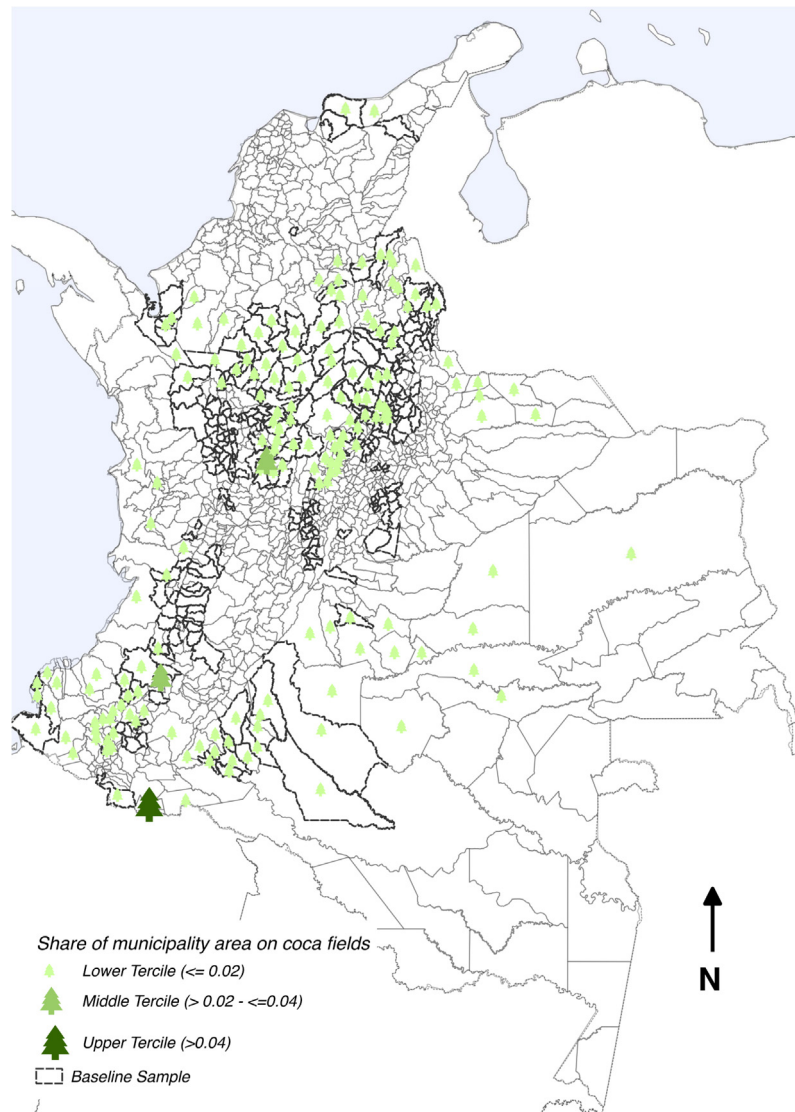 N
Share of municipality area on coca fields
Lower Tercile (<= 0.02)
Middle Tercile (> 0.02 - <=0.04)
Upper Tercile (>0.04)
Baseline Sample